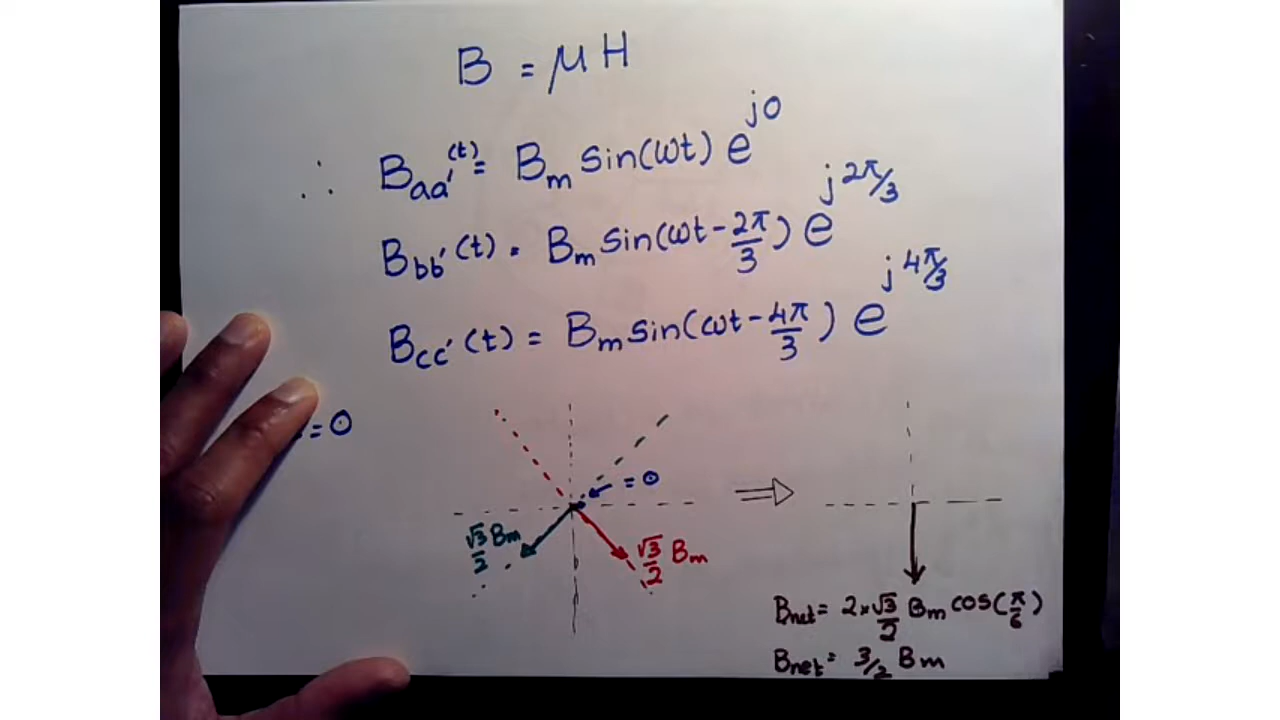 B = μH
∴ Baa'(t) = Bm sin(ωt) e^j0
Bbb'(t) = Bm sin(ωt - 2π/3) e^j2π/3
Bcc'(t) = Bm sin(ωt - 4π/3) e^j4π/3
= 0
= 0
√3/2 Bm
√3/2 Bm
Bnet = 2 × √3/2 Bm cos(π/6)
Bnet = 3/2 Bm